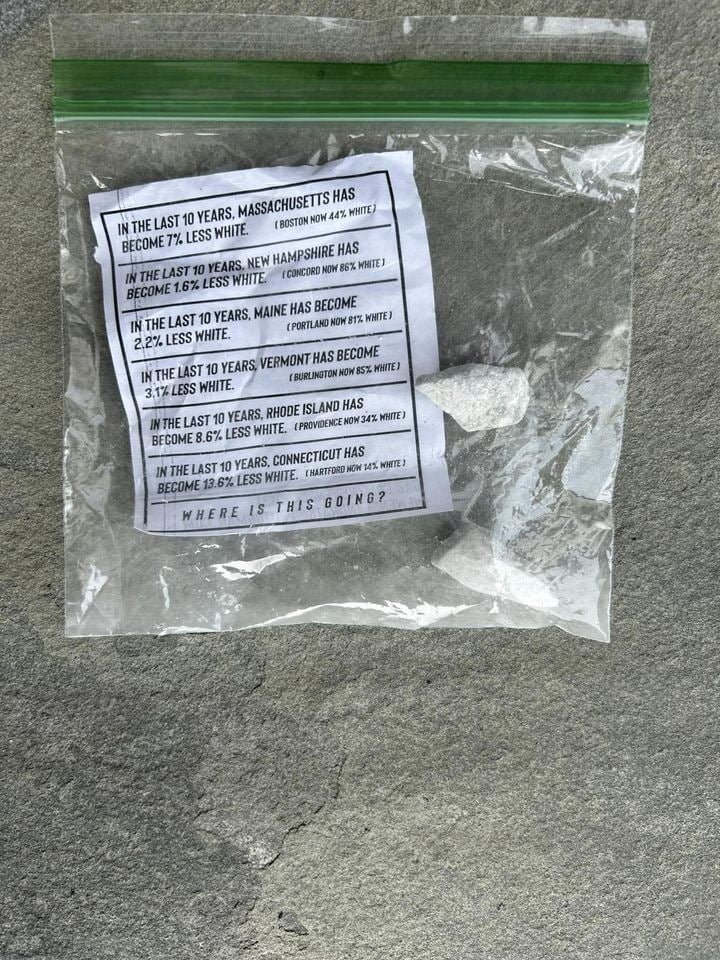 IN THE LAST 10 YEARS, MASSACHUSETTS HAS
BECOME 7% LESS WHITE. (BOSTON NOW 44% WHITE)
IN THE LAST 10 YEARS, NEW HAMPSHIRE HAS
BECOME 1.6% LESS WHITE. (CONCORD NOW 86% WHITE)
IN THE LAST 10 YEARS, MAINE HAS BECOME
2.2% LESS WHITE. (PORTLAND NOW 81% WHITE)
IN THE LAST 10 YEARS, VERMONT HAS BECOME
3.1% LESS WHITE. (BURLINGTON NOW 85% WHITE)
IN THE LAST 10 YEARS, RHODE ISLAND HAS
BECOME 8.6% LESS WHITE. (PROVIDENCE NOW 34% WHITE)
IN THE LAST 10 YEARS, CONNECTICUT HAS
BECOME 13.6% LESS WHITE. (HARTFORD NOW 14% WHITE)
WHERE IS THIS GOING?